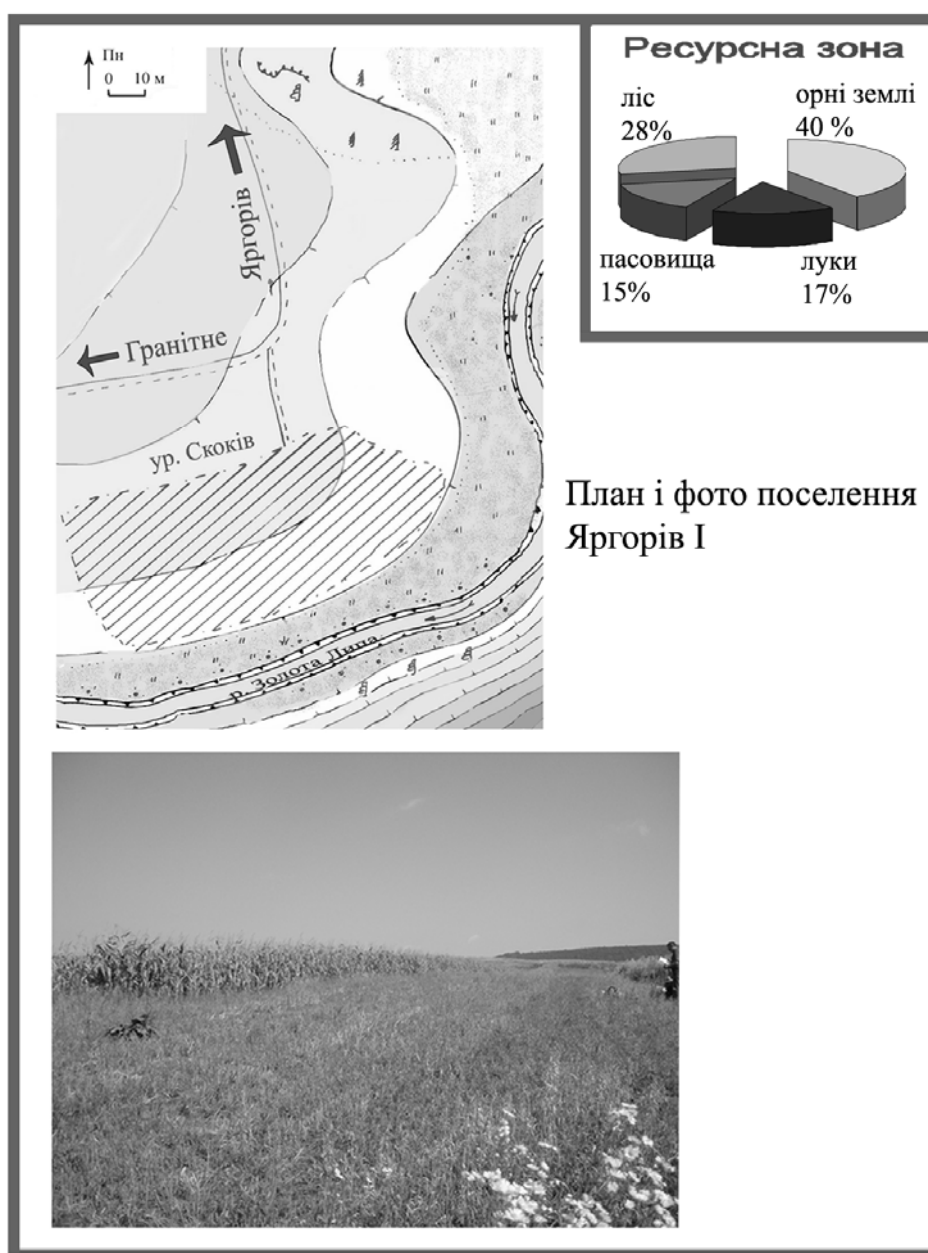 Пн
0 10 м
Яргорів
Гранітне
ур. Скоків
р. Золота Липа
Ресурсна зона
ліс
28%
орні землі
40 %
пасовища
15%
луки
17%
План і фото поселення
Яргорів І